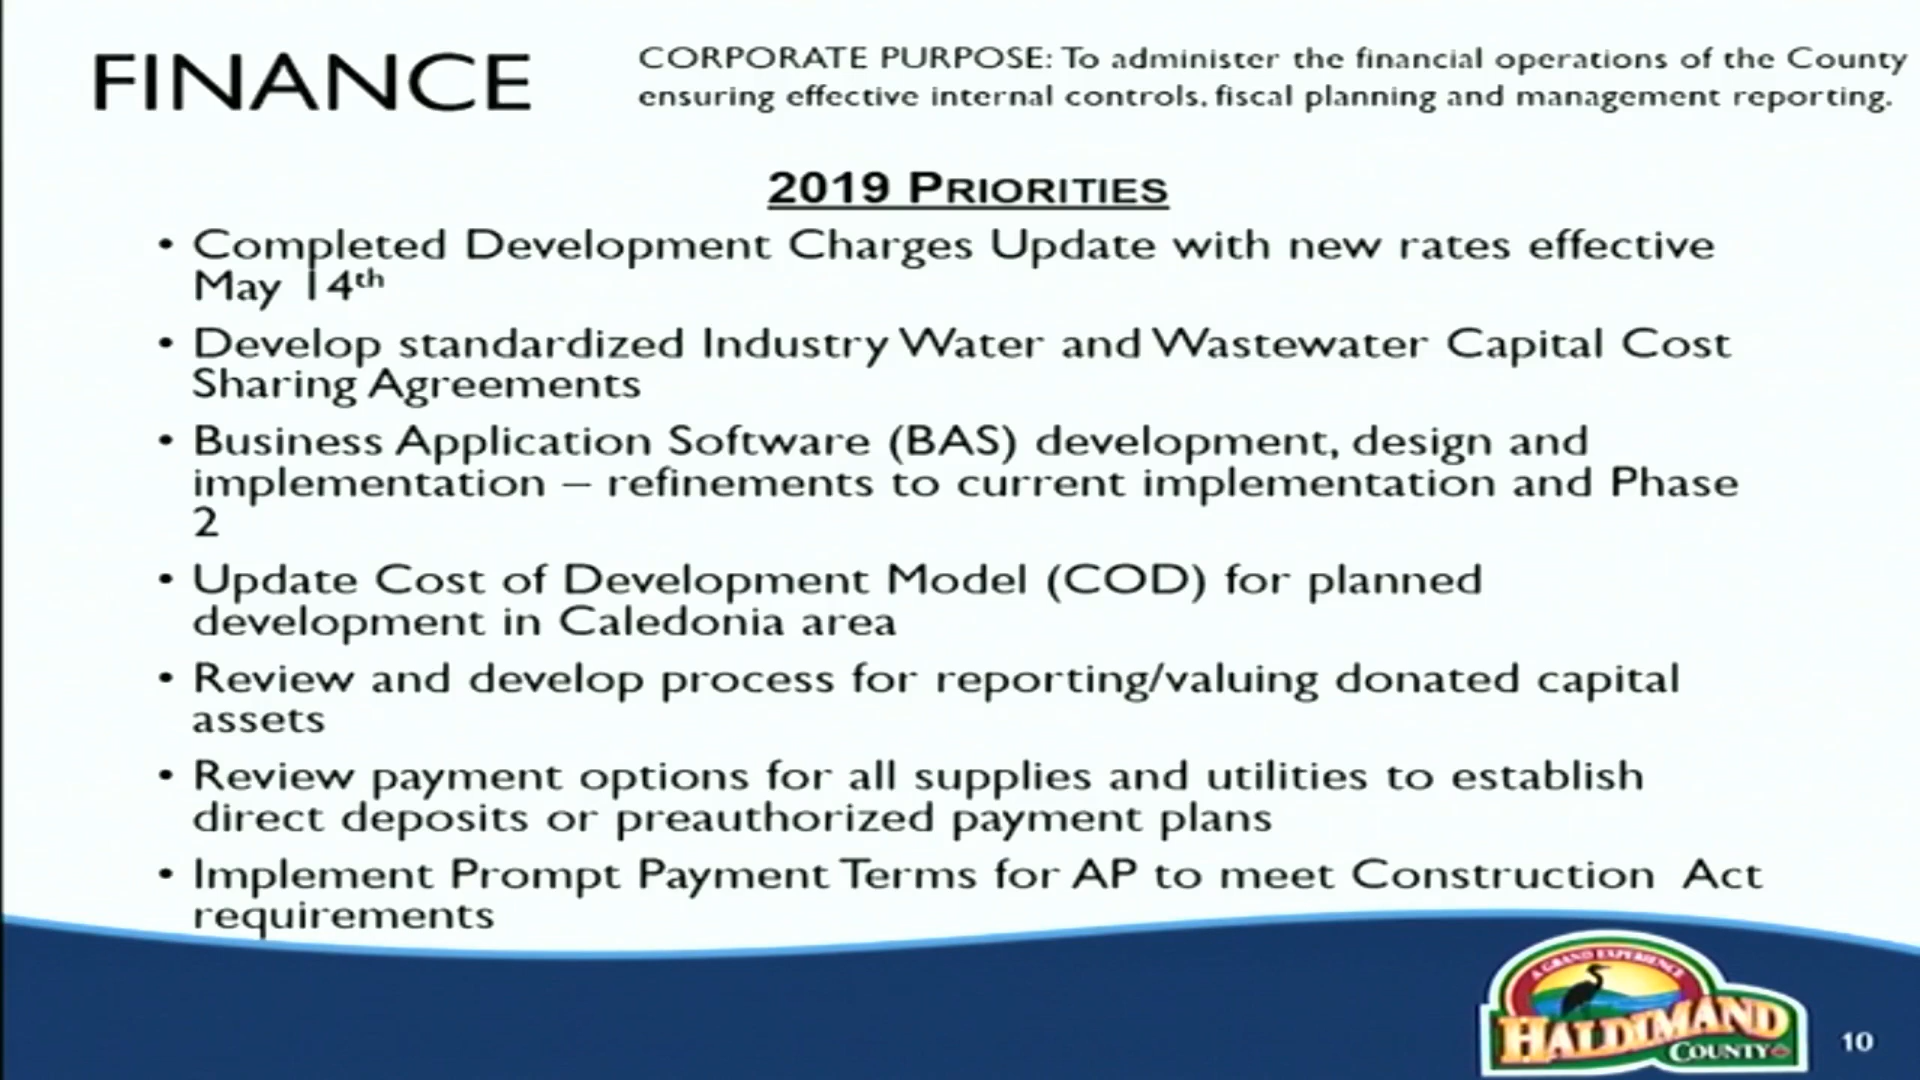 FINANCE
CORPORATE PURPOSE: To administer the financial operations of the County
ensuring effective internal controls, fiscal planning and management reporting.
2019 PRIORITIES
• Completed Development Charges Update with new rates effective
May 14th
• Develop standardized Industry Water and Wastewater Capital Cost
Sharing Agreements
• Business Application Software (BAS) development, design and
implementation – refinements to current implementation and Phase
2
• Update Cost of Development Model (COD) for planned
development in Caledonia area
• Review and develop process for reporting/valuing donated capital
assets
• Review payment options for all supplies and utilities to establish
direct deposits or preauthorized payment plans
• Implement Prompt Payment Terms for AP to meet Construction Act
requirements
A GRAND EXPERIENCE
HALDIMAND
COUNTY
10